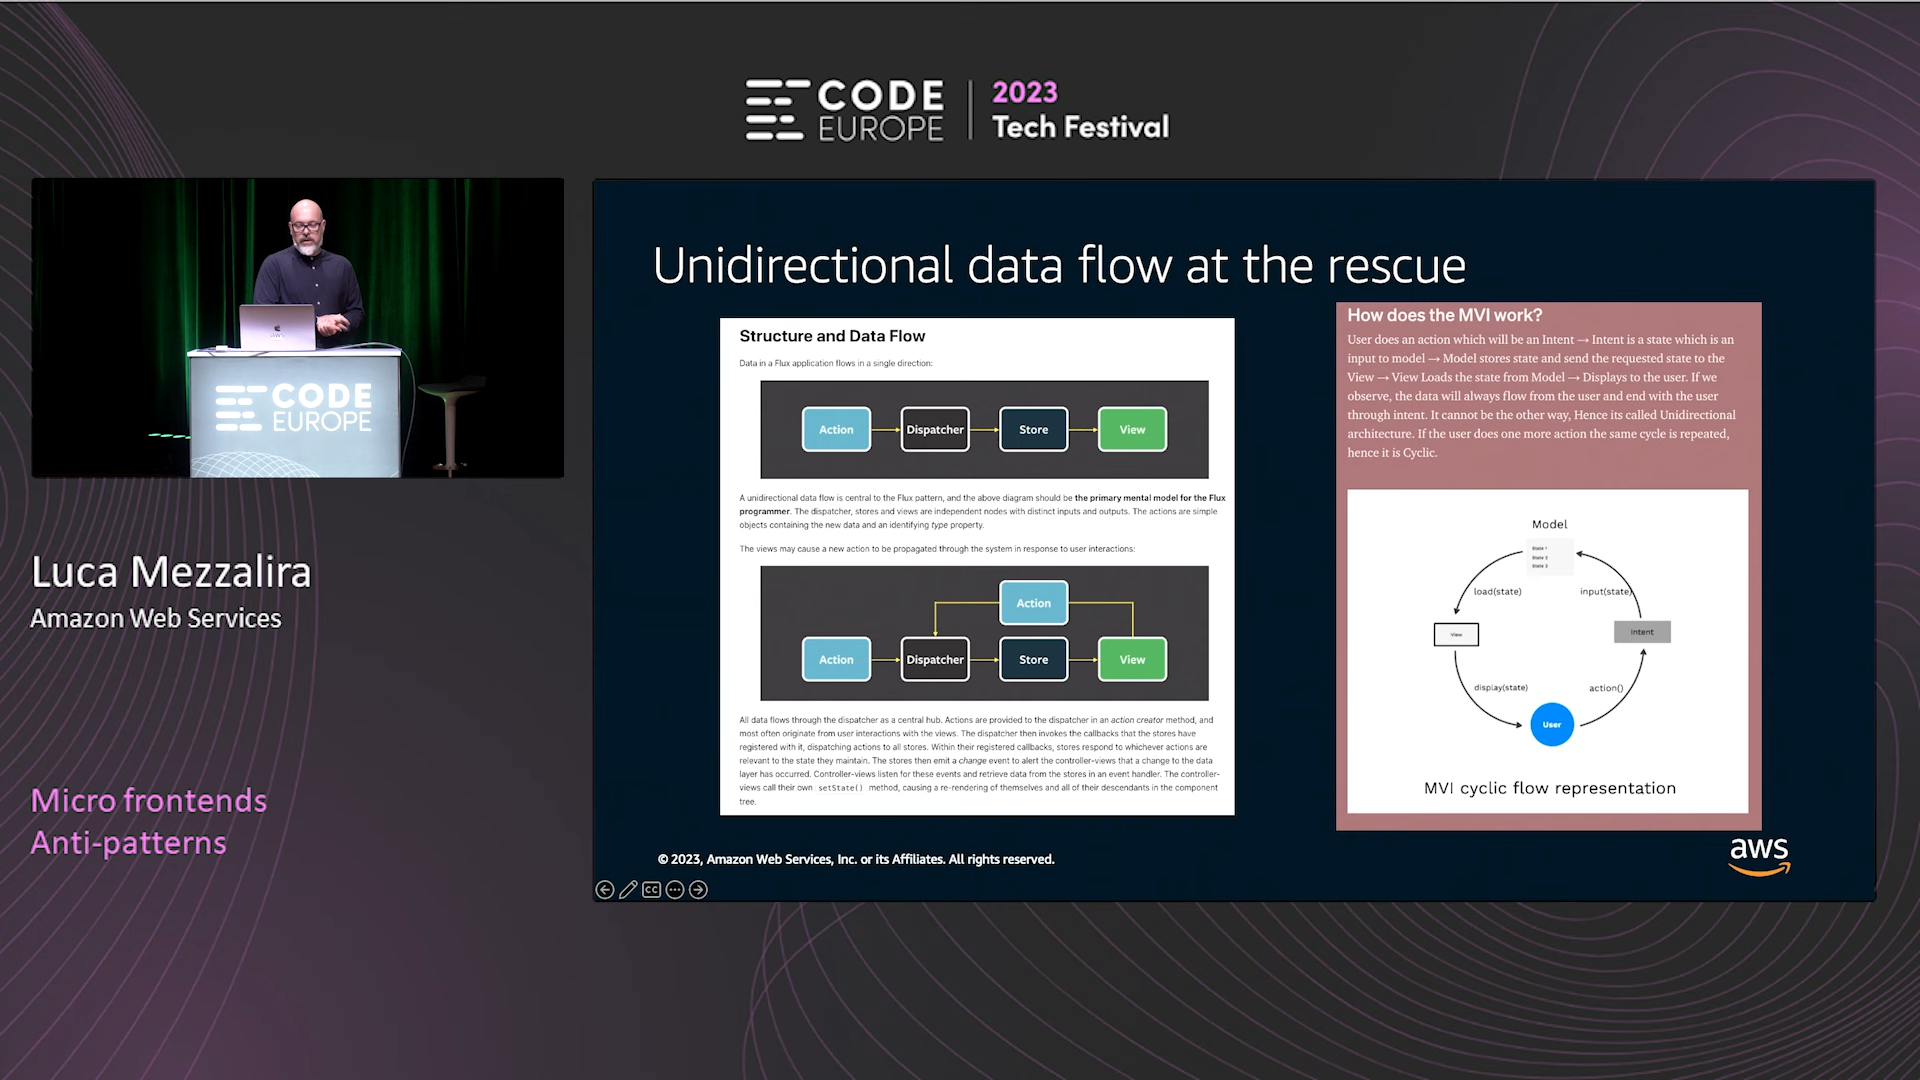 CODE
EUROPE
2023
Tech Festival
CODE
EUROPE
Luca Mezzalira
Amazon Web Services
Micro frontends
Anti-patterns
Unidirectional data flow at the rescue
Structure and Data Flow
Data in a Flux application flows in a single direction:
Action
Dispatcher
Store
View
A unidirectional data flow is central to the Flux pattern, and the above diagram should be the primary mental model for the Flux
programmer. The dispatcher, stores and views are independent nodes with distinct inputs and outputs. The actions are simple
objects containing the new data and an identifying type property.
The views may cause a new action to be propagated through the system in response to user interactions:
Action
Action
Dispatcher
Store
View
All data flows through the dispatcher as a central hub. Actions are provided to the dispatcher in an action creator method, and
most often originate from user interactions with the views. The dispatcher then invokes the callbacks that the stores have
registered with it, dispatching actions to all stores. Within their registered callbacks, stores respond to whichever actions are
relevant to the state they maintain. The stores then emit a change event to alert the controller-views that a change to the data
layer has occurred. Controller-views listen for these events and retrieve data from the stores in an event handler. The controller-
views call their own setState() method, causing a re-rendering of themselves and all of their descendants in the component
tree.
How does the MVI work?
User does an action which will be an Intent → Intent is a state which is an
input to model → Model stores state and send the requested state to the
View → View Loads the state from Model → Displays to the user. If we
observe, the data will always flow from the user and end with the user
through intent. It cannot be the other way, Hence its called Unidirectional
architecture. If the user does one more action the same cycle is repeated,
hence it is Cyclic.
Model
State 1
State 2
State 3
load(state)
input(state)
View
Intent
display(state)
action()
User
MVI cyclic flow representation
© 2023, Amazon Web Services, Inc. or its Affiliates. All rights reserved.
aws
CC